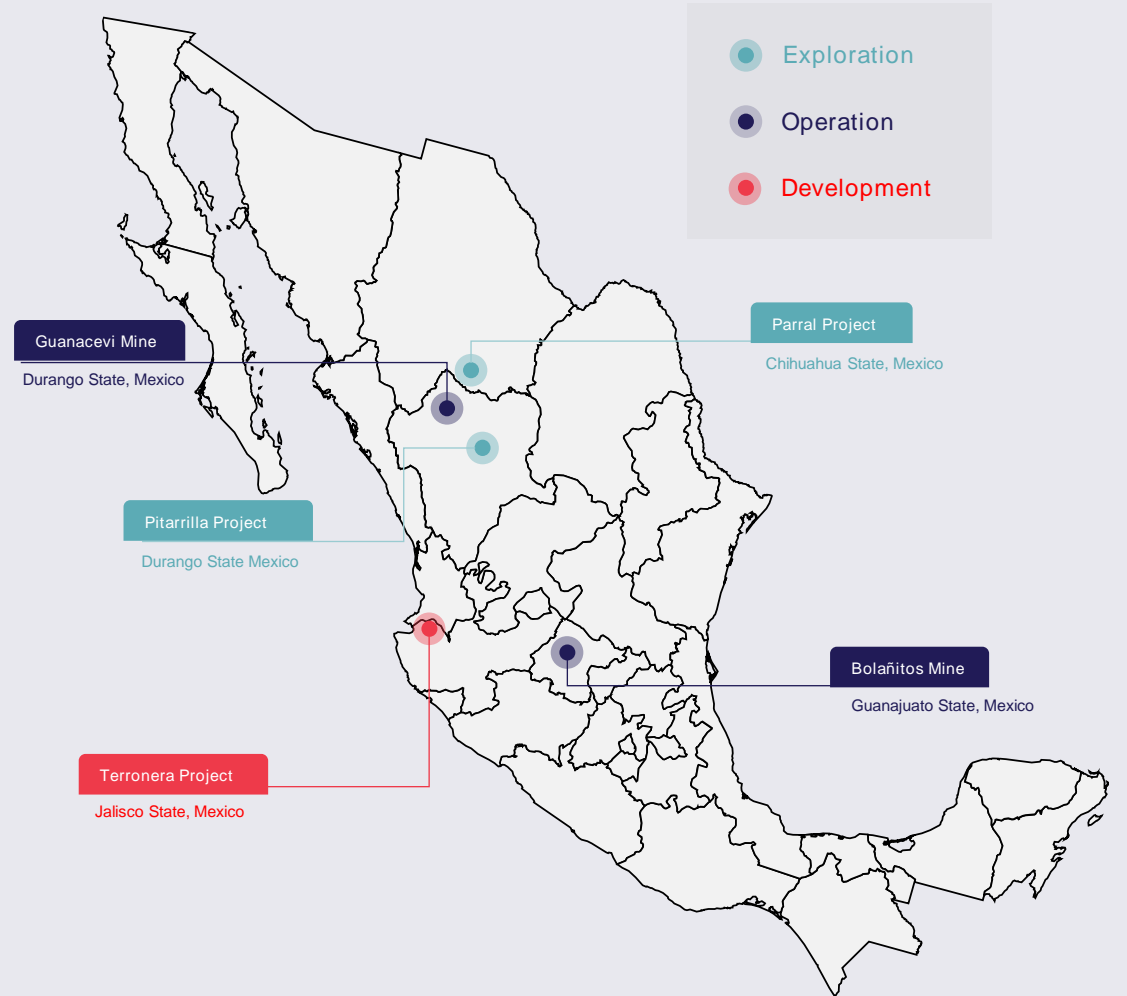 Exploration
Operation
Development
Parral Project
Chihuahua State, Mexico
Guanacevi Mine
Durango State, Mexico
Pitarrilla Project
Durango State Mexico
Bolañitos Mine
Guanajuato State, Mexico
Terronera Project
Jalisco State, Mexico